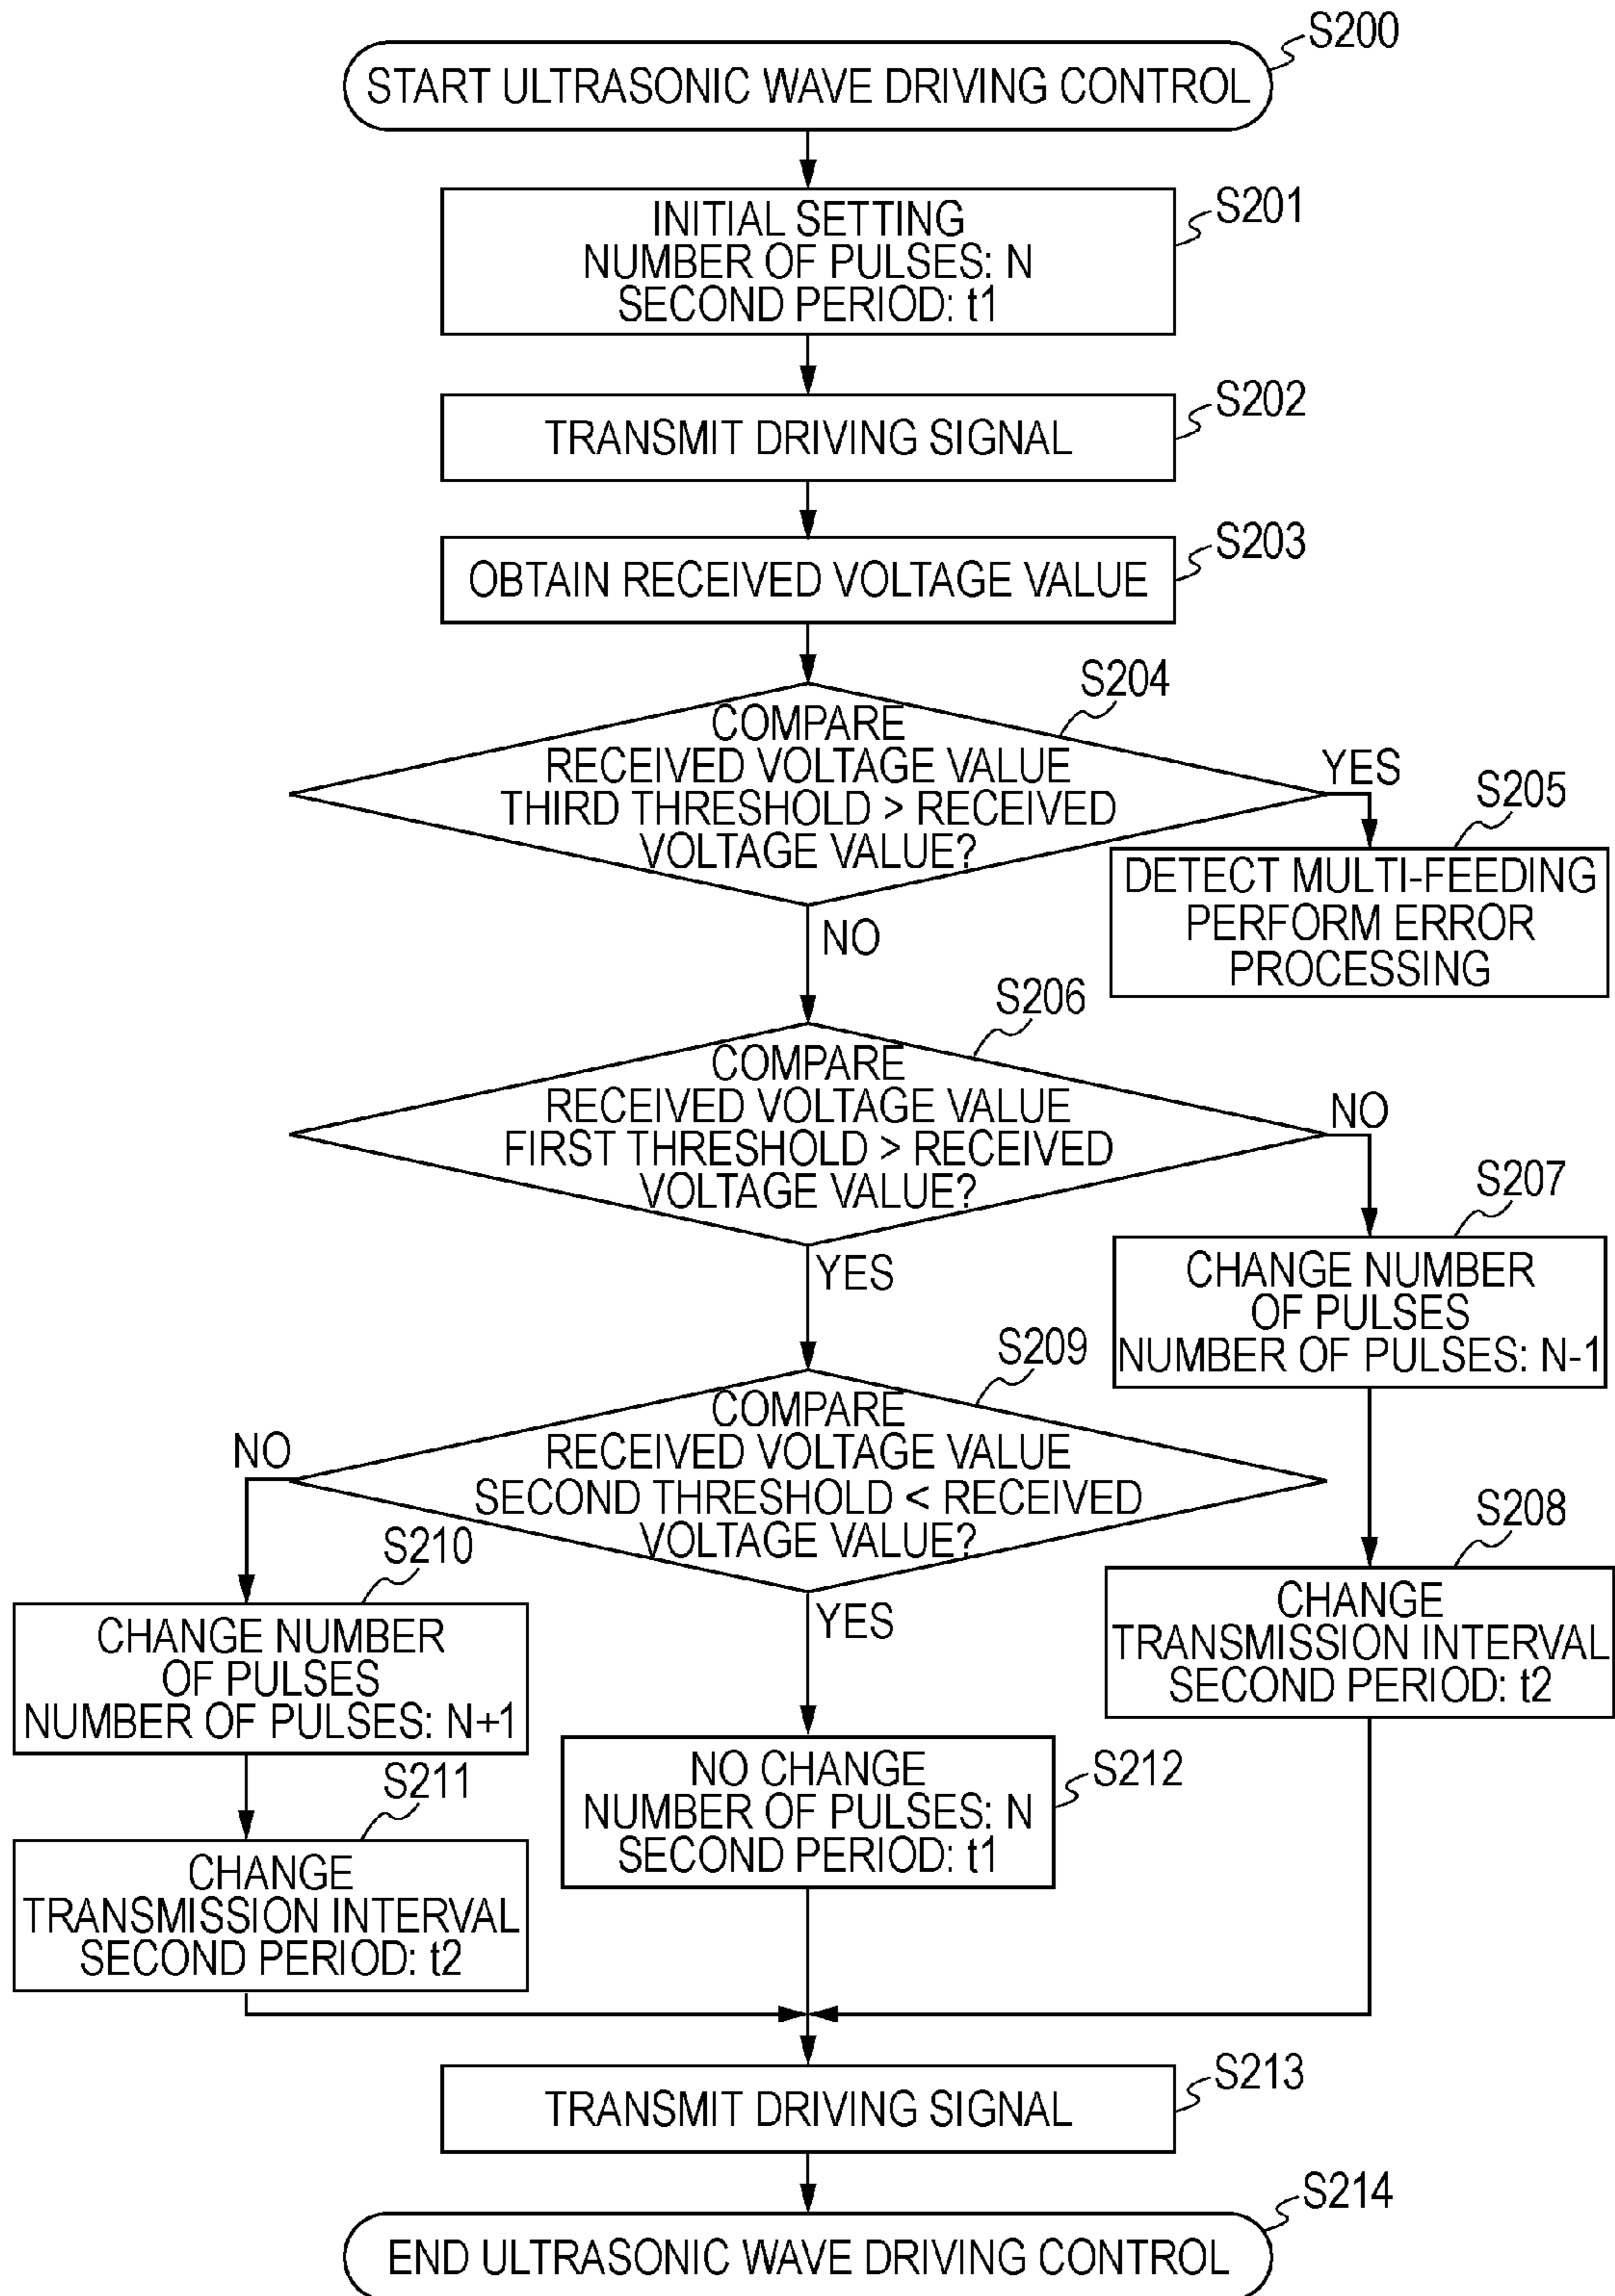 S200
START ULTRASONIC WAVE DRIVING CONTROL
S201
INITIAL SETTING
NUMBER OF PULSES: N
SECOND PERIOD: t1
S202
TRANSMIT DRIVING SIGNAL
S203
OBTAIN RECEIVED VOLTAGE VALUE
S204
COMPARE
RECEIVED VOLTAGE VALUE
THIRD THRESHOLD > RECEIVED
VOLTAGE VALUE?
YES
S205
DETECT MULTI-FEEDING
PERFORM ERROR
PROCESSING
NO
S206
COMPARE
RECEIVED VOLTAGE VALUE
FIRST THRESHOLD > RECEIVED
VOLTAGE VALUE?
NO
S207
CHANGE NUMBER
OF PULSES
NUMBER OF PULSES: N-1
YES
S208
CHANGE
TRANSMISSION INTERVAL
SECOND PERIOD: t2
S209
COMPARE
RECEIVED VOLTAGE VALUE
SECOND THRESHOLD < RECEIVED
VOLTAGE VALUE?
NO
S210
CHANGE NUMBER
OF PULSES
NUMBER OF PULSES: N+1
S211
CHANGE
TRANSMISSION INTERVAL
SECOND PERIOD: t2
YES
S212
NO CHANGE
NUMBER OF PULSES: N
SECOND PERIOD: t1
S213
TRANSMIT DRIVING SIGNAL
S214
END ULTRASONIC WAVE DRIVING CONTROL